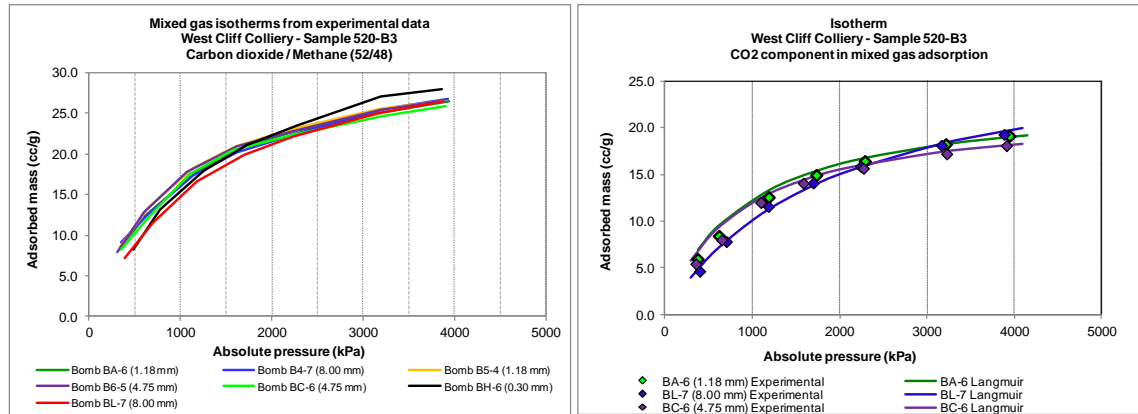 Mixed gas isotherms from experimental data
West Cliff Colliery - Sample 520-B3
Carbon dioxide / Methane (52/48)
30.0
25.0
20.0
15.0
10.0
5.0
0.0
Adsorbed mass (cc/g)
0 1000 2000 3000 4000 5000
Absolute pressure (kPa)
Bomb BA-6 (1.18 mm) Bomb B4-7 (8.00 mm) Bomb B5-4 (1.18 mm)
Bomb B6-5 (4.75 mm) Bomb BC-6 (4.75 mm) Bomb BH-6 (0.30 mm)
Bomb BL-7 (8.00 mm)
Isotherm
West Cliff Colliery - Sample 520-B3
CO2 component in mixed gas adsorption
25.0
20.0
15.0
10.0
5.0
0.0
Adsorbed mass (cc/g)
0 1000 2000 3000 4000 5000
Absolute pressure (kPa)
BA-6 (1.18 mm) Experimental BA-6 Langmuir
BL-7 (8.00 mm) Experimental BL-7 Langmuir
BC-6 (4.75 mm) Experimental BC-6 Langmuir